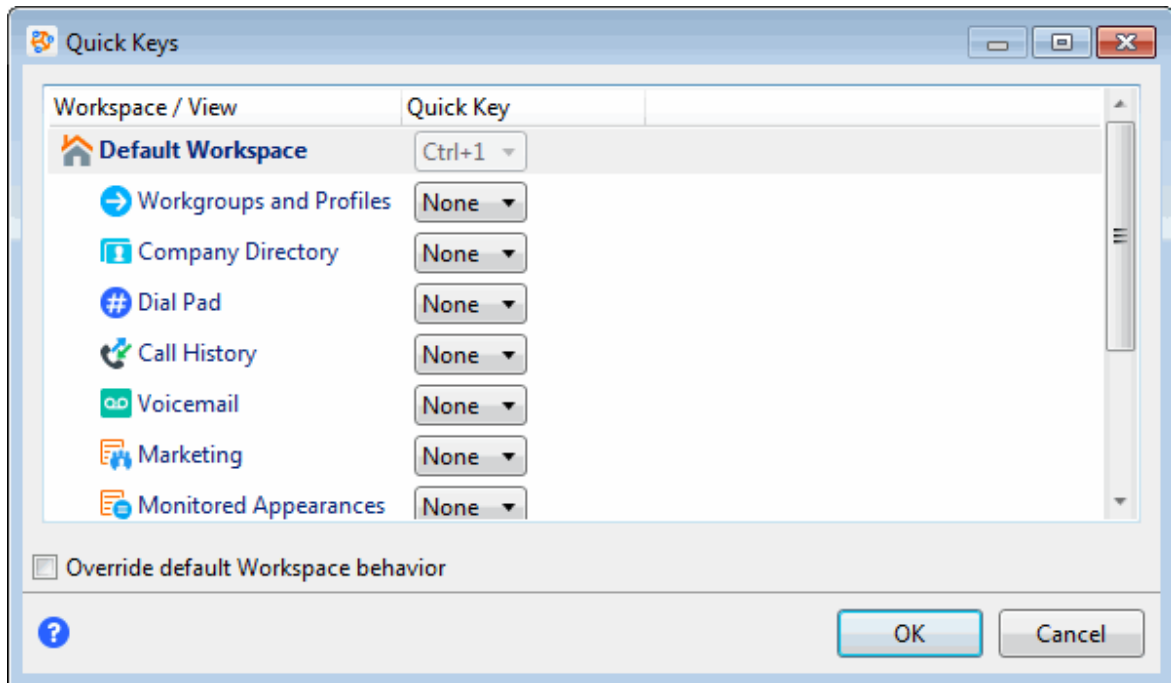 Quick Keys
Workspace / View Quick Key
Default Workspace Ctrl+1
Workgroups and Profiles None
Company Directory None
# Dial Pad None
Call History None
Voicemail None
Marketing None
Monitored Appearances None
Override default Workspace behavior
? OK Cancel